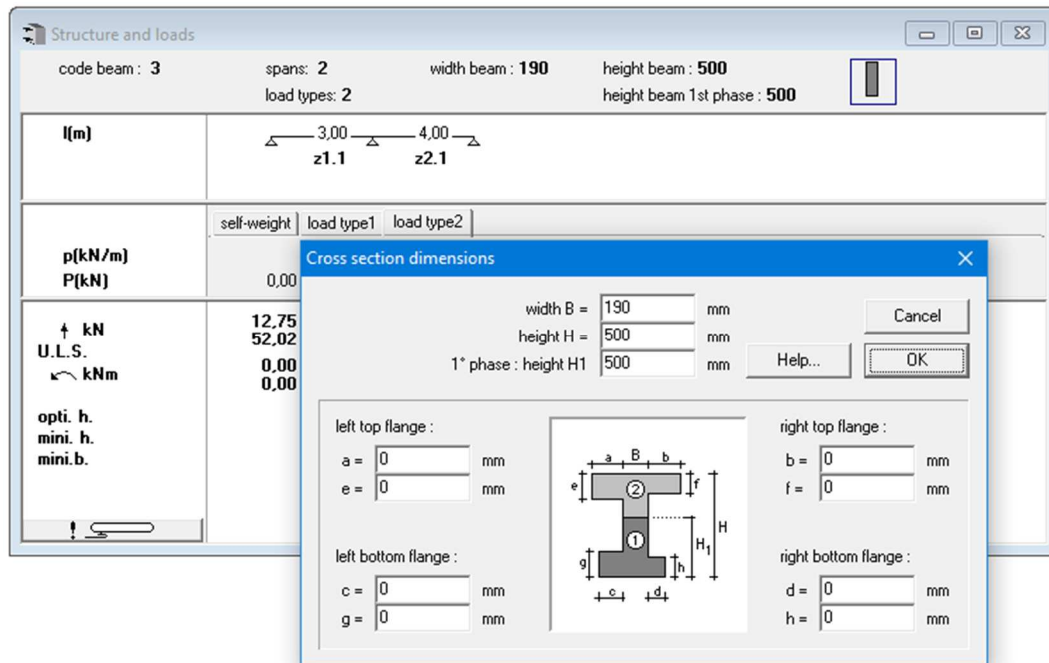 Structure and loads
code beam : 3 spans: 2 width beam : 190 height beam : 500
load types: 2 height beam 1st phase : 500
l(m) 3,00 4,00
z1.1 z2.1
self-weight load type1 load type2
p(kN/m)
P(kN) 0,00
kN 12,75
U.L.S. 52,02
kNm 0,00
0,00
opti. h.
mini. h.
mini.b.
!
Cross section dimensions
width B = 190 mm Cancel
height H = 500 mm
1° phase : height H1 500 mm Help... OK
left top flange : right top flange :
a = 0 mm b = 0 mm
e = 0 mm f = 0 mm
a B b
e 2 f
H
1 H1
g h
c d
left bottom flange : right bottom flange :
c = 0 mm d = 0 mm
g = 0 mm h = 0 mm